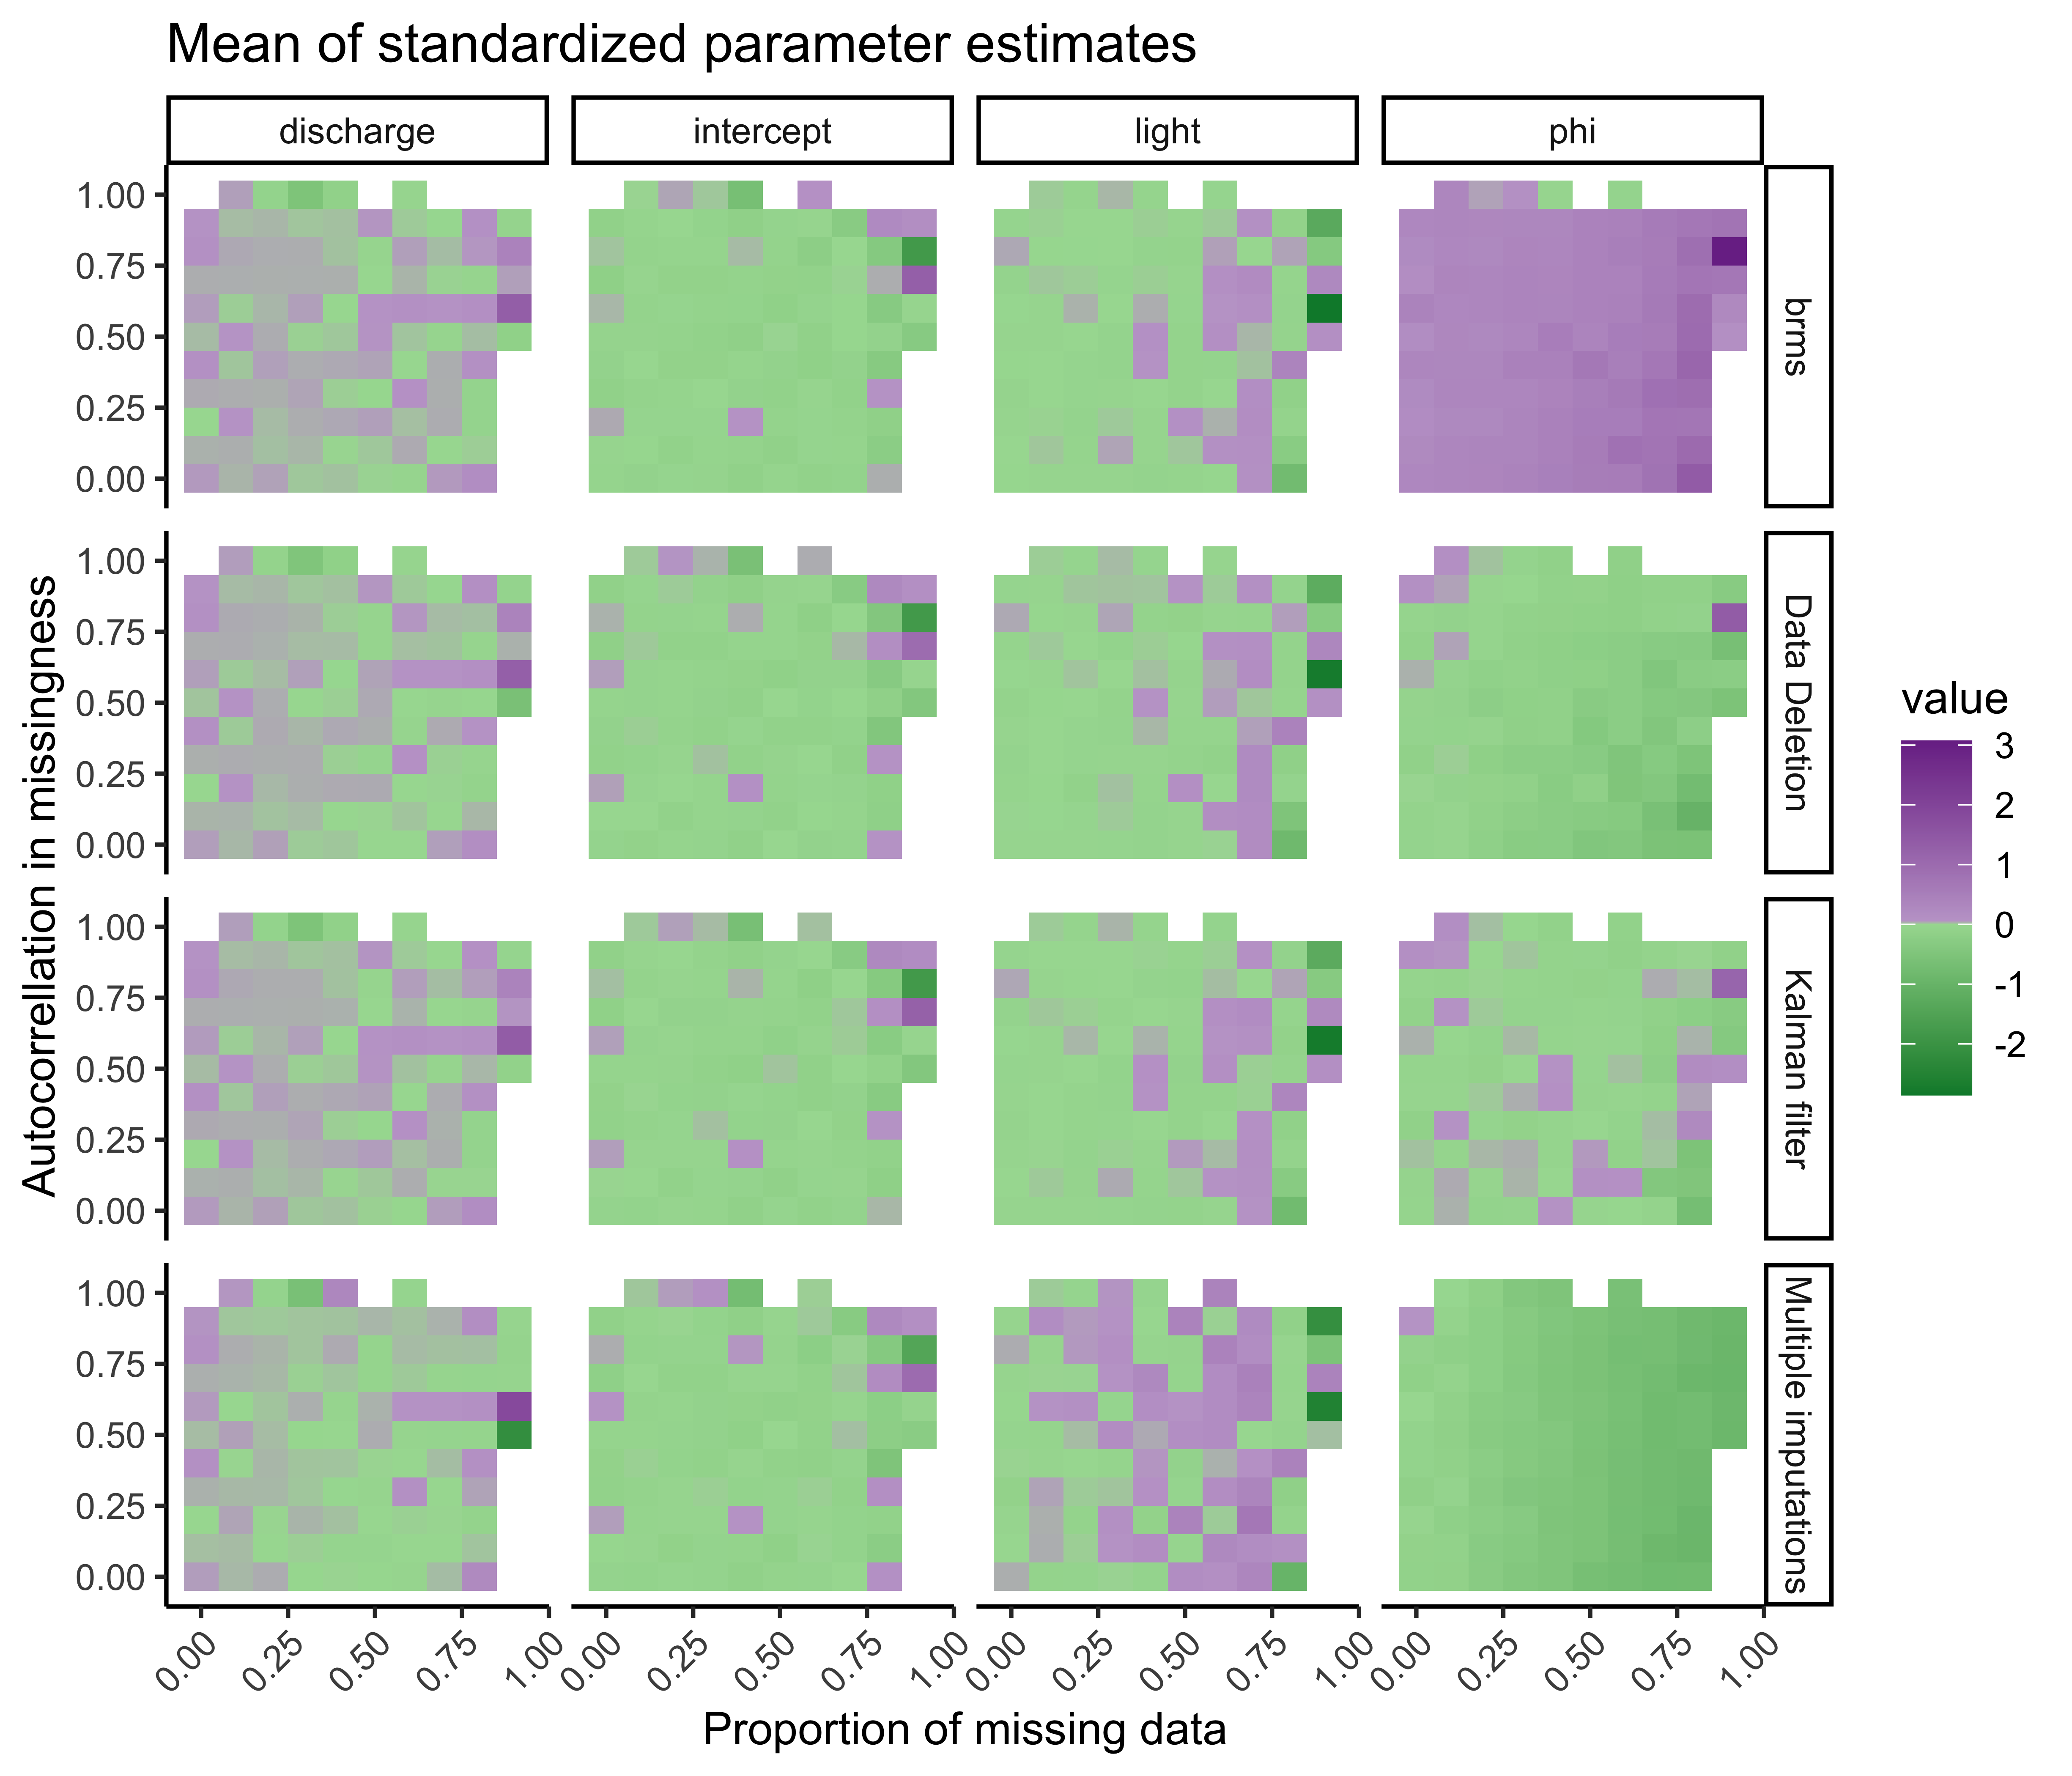 Mean of standardized parameter estimates
discharge intercept light phi
1.00
0.75
0.50
0.25
0.00
brms
1.00
0.75
0.50
0.25
0.00
Data Deletion
1.00
0.75
0.50
0.25
0.00
Kalman filter
1.00
0.75
0.50
0.25
0.00
Multiple imputations
Autocorrellation in missingness
0.00 0.25 0.50 0.75 1.00 0.00 0.25 0.50 0.75 1.00 0.00 0.25 0.50 0.75 1.00 0.00 0.25 0.50 0.75 1.00
Proportion of missing data
value
3
2
1
0
-1
-2